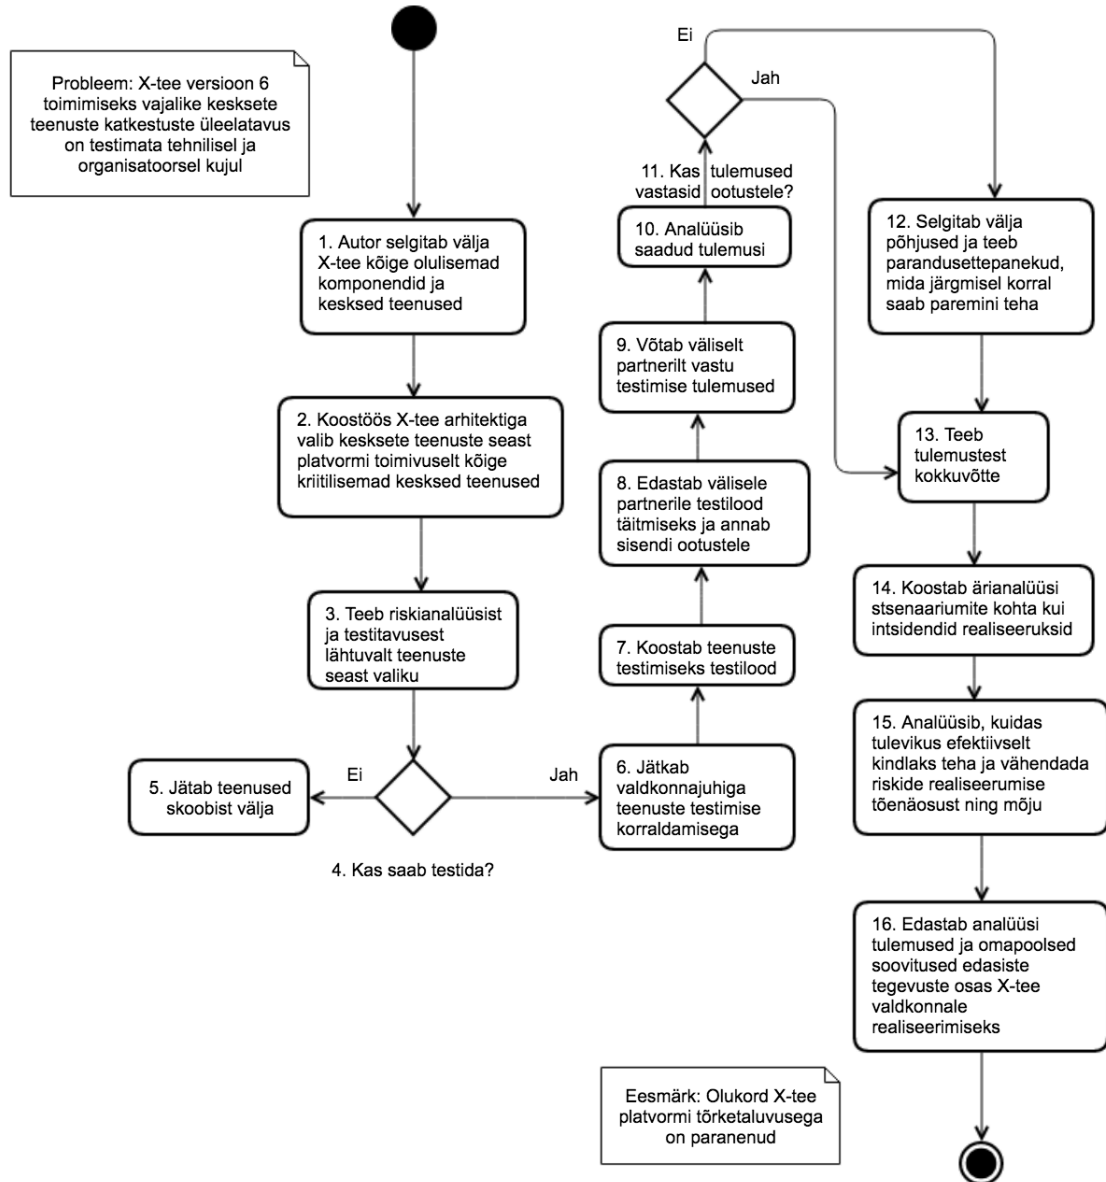 Probleem: X-tee versioon 6
toimimiseks vajalike kesksete
teenuste katkestuste üleelatavus
on testimata tehnilisel ja
organisatoorsel kujul
1. Autor selgitab välja
X-tee kõige olulisemad
komponendid ja
kesksed teenused
2. Koostöös X-tee arhitektiga
valib kesksete teenuste seast
platvormi toimivuselt kõige
kriitilisemad kesksed teenused
3. Teeb riskianalüüsist
ja testitavusest
lähtuvalt teenuste
seast valiku
Ei
Jah
4. Kas saab testida?
5. Jätab teenused
skoobist välja
6. Jätkab
valdkonnajuhiga
teenuste testimise
korraldamisega
7. Koostab teenuste
testimiseks testilood
8. Edastab välisele
partnerile testilood
täitmiseks ja annab
sisendi ootustele
9. Võtab väliselt
partnerilt vastu
testimise tulemused
10. Analüüsib
saadud tulemusi
11. Kas tulemused
vastasid ootustele?
Ei
Jah
12. Selgitab välja
põhjused ja teeb
parandusettepanekud,
mida järgmisel korral
saab paremini teha
13. Teeb
tulemustest
kokkuvõtte
14. Koostab ärianalüüsi
stsenaariumite kohta kui
intsidendid realiseeruksid
15. Analüüsib, kuidas
tulevikus efektiivselt
kindlaks teha ja vähendada
riskide realiseerumise
tõenäosust ning mõju
16. Edastab analüüsi
tulemused ja omapoolsed
soovitused edasiste
tegevuste osas X-tee
valdkonnale
realiseerimiseks
Eesmärk: Olukord X-tee
platvormi tõrketaluvusega
on paranenud